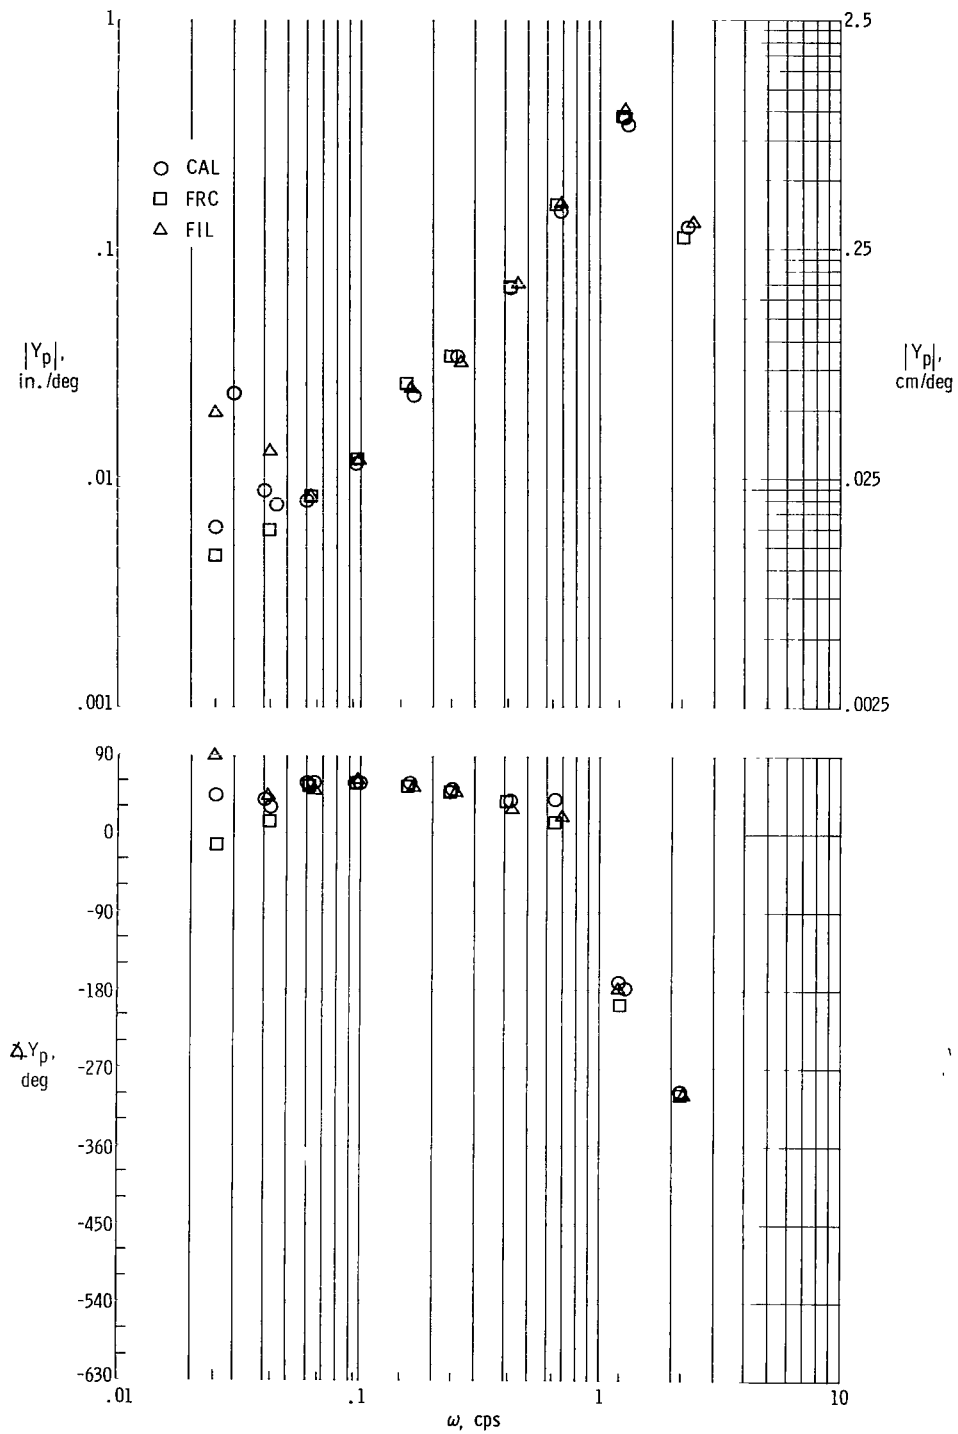 1
2.5
CAL
FRC
FIL
.1
.25
|Yp|,
in./deg
|Yp|,
cm/deg
.01
.025
.001
.0025
90
0
-90
-180
∡Yp,
deg
-270
-360
-450
-540
-630
.01
.1
1
10
ω, cps